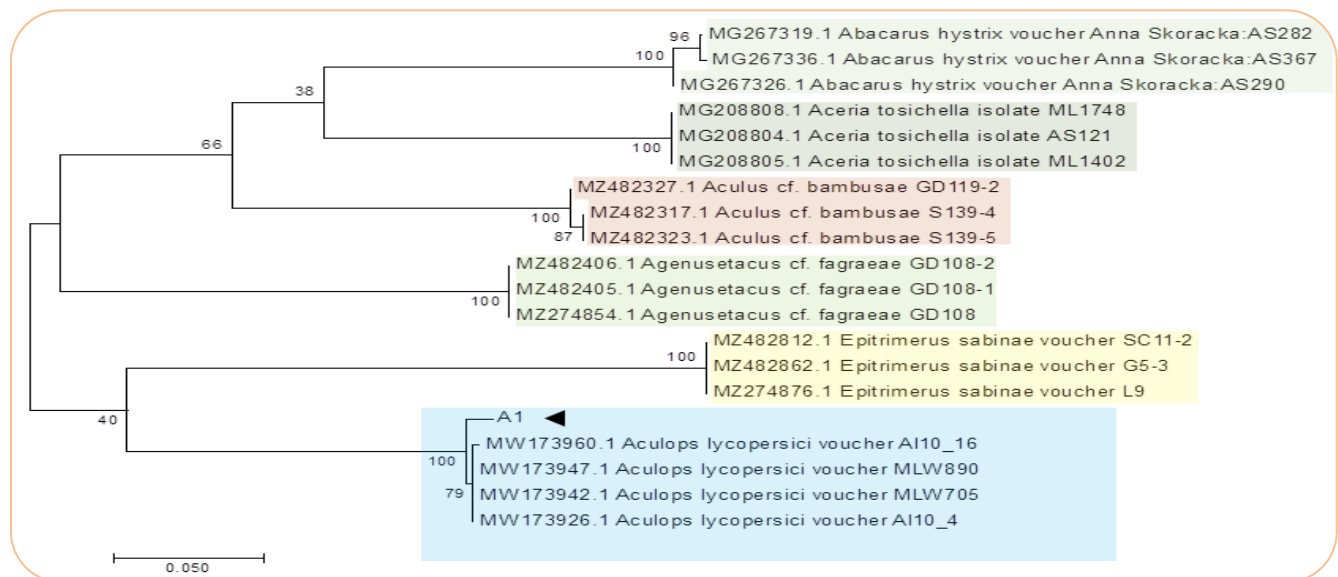 96
MG267319.1 Abacarus hystrix voucher Anna Skoracka:AS282
100
MG267336.1 Abacarus hystrix voucher Anna Skoracka:AS367
MG267326.1 Abacarus hystrix voucher Anna Skoracka:AS290
38
MG208808.1 Aceria tosichella isolate ML1748
MG208804.1 Aceria tosichella isolate AS121
100
MG208805.1 Aceria tosichella isolate ML1402
66
MZ482327.1 Aculus cf. bambusae GD119-2
100
MZ482317.1 Aculus cf. bambusae S139-4
87
MZ482323.1 Aculus cf. bambusae S139-5
MZ482406.1 Agenusetacus cf. fagraeae GD108-2
100
MZ482405.1 Agenusetacus cf. fagraeae GD108-1
MZ274854.1 Agenusetacus cf. fagraeae GD108
MZ482812.1 Epitrimerus sabinae voucher SC11-2
100
MZ482862.1 Epitrimerus sabinae voucher G5-3
MZ274876.1 Epitrimerus sabinae voucher L9
40
A1
MW173960.1 Aculops lycopersici voucher Al10_16
100
MW173947.1 Aculops lycopersici voucher MLW890
79
MW173942.1 Aculops lycopersici voucher MLW705
MW173926.1 Aculops lycopersici voucher Al10_4
0.050